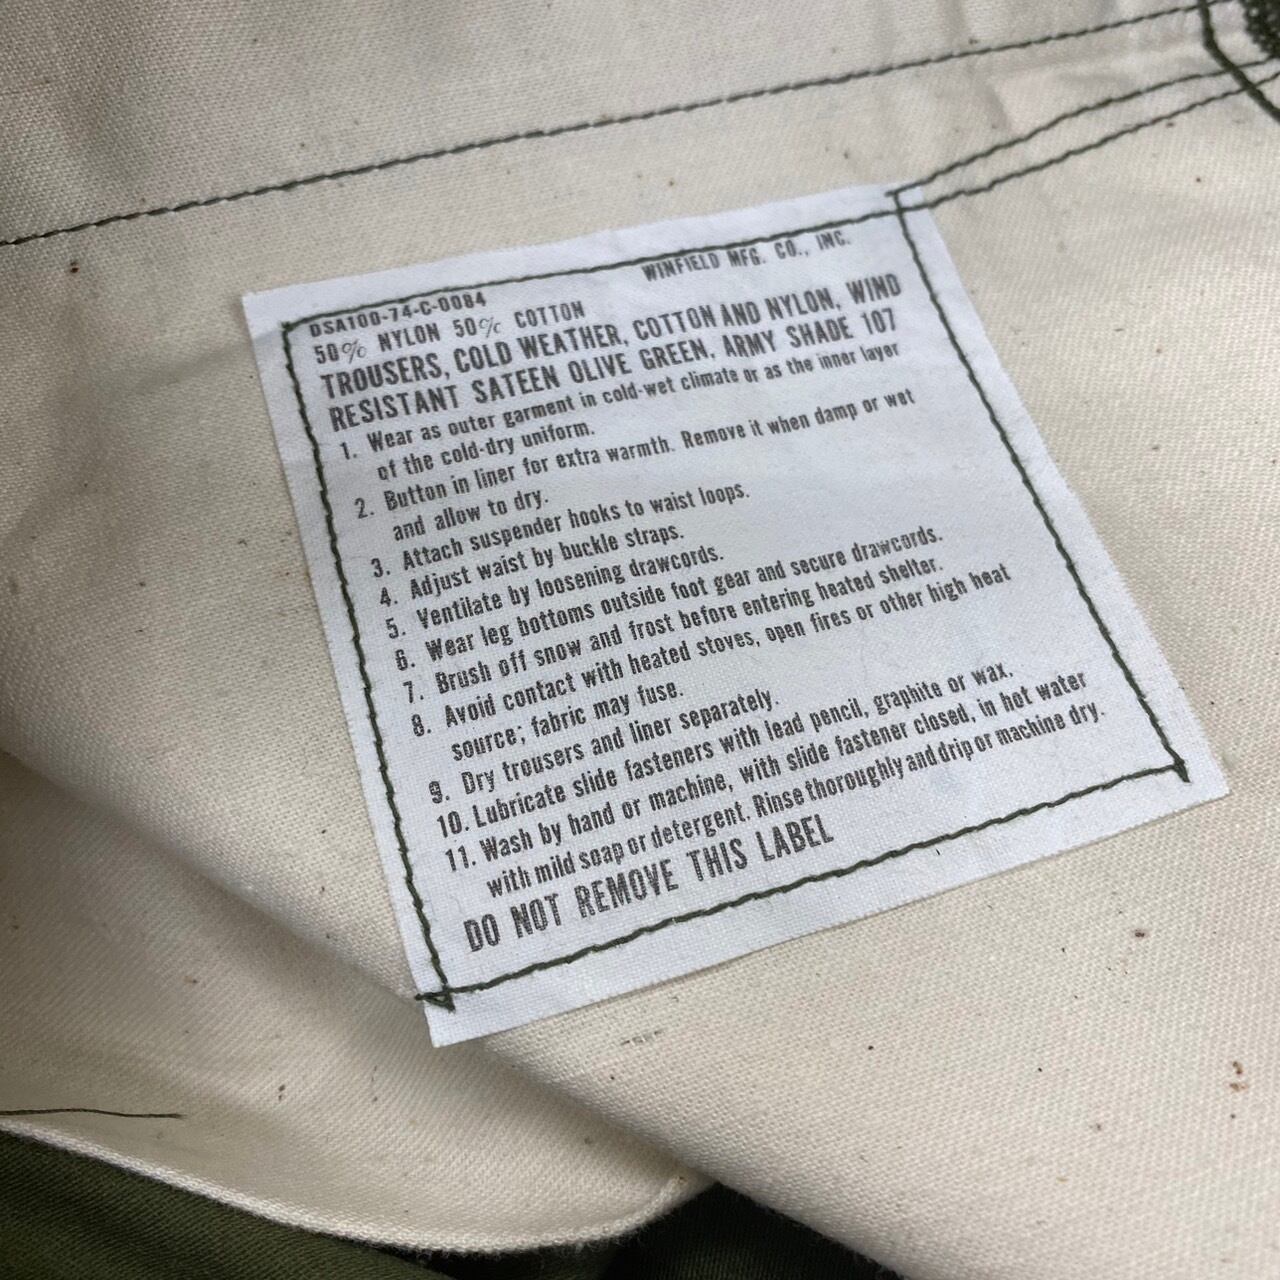 DSA100-74-C-0084 WINFIELD MFG. CO., INC.
50% NYLON 50% COTTON
TROUSERS, COLD WEATHER, COTTON AND NYLON, WIND
RESISTANT SATEEN OLIVE GREEN, ARMY SHADE 107
1. Wear as outer garment in cold-wet climate or as the inner layer
of the cold-dry uniform.
2. Button in liner for extra warmth. Remove it when damp or wet
and allow to dry.
3. Attach suspender hooks to waist loops.
4. Adjust waist by buckle straps.
5. Ventilate by loosening drawcords.
6. Wear leg bottoms outside foot gear and secure drawcords.
7. Brush off snow and frost before entering heated shelter.
8. Avoid contact with heated stoves, open fires or other high heat
source; fabric may fuse.
9. Dry trousers and liner separately.
10. Lubricate slide fasteners with lead pencil, graphite or wax.
11. Wash by hand or machine, with slide fastener closed, in hot water
with mild soap or detergent. Rinse thoroughly and drip or machine dry.
DO NOT REMOVE THIS LABEL